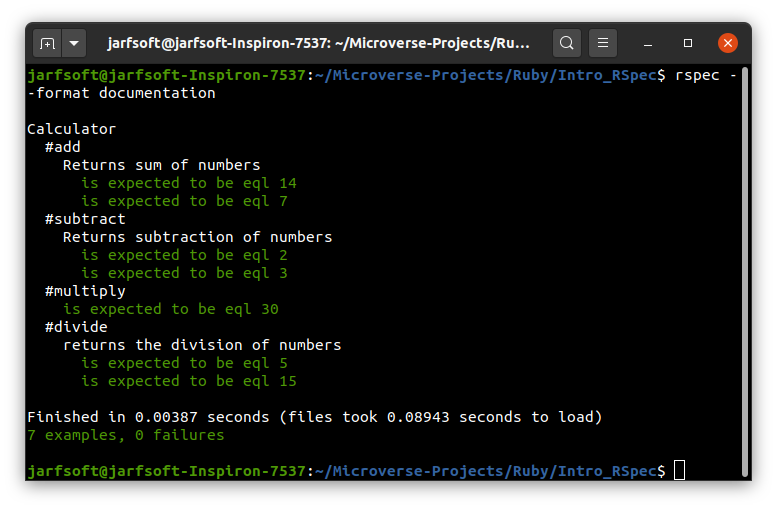 jarfsoft@jarfsoft-Inspiron-7537: ~/Microverse-Projects/Ru...
jarfsoft@jarfsoft-Inspiron-7537:~/Microverse-Projects/Ruby/Intro_RSpec$ rspec -
-format documentation
Calculator
#add
Returns sum of numbers
is expected to be eql 14
is expected to be eql 7
#subtract
Returns subtraction of numbers
is expected to be eql 2
is expected to be eql 3
#multiply
is expected to be eql 30
#divide
returns the division of numbers
is expected to be eql 5
is expected to be eql 15
Finished in 0.00387 seconds (files took 0.08943 seconds to load)
7 examples, 0 failures
jarfsoft@jarfsoft-Inspiron-7537:~/Microverse-Projects/Ruby/Intro_RSpec$